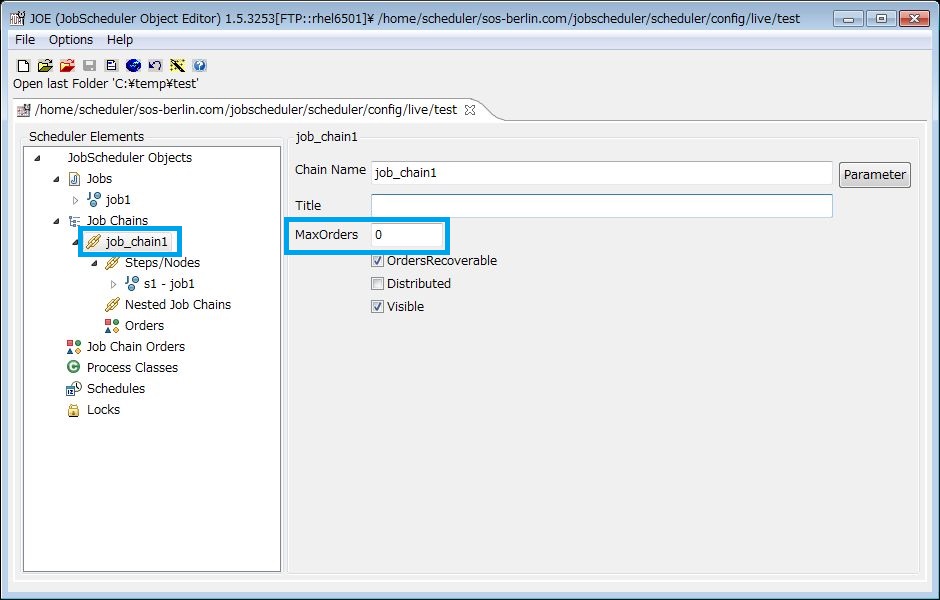 JOE (JobScheduler Object Editor) 1.5.3253[FTP::rhel6501]¥ /home/scheduler/sos-berlin.com/jobscheduler/scheduler/config/live/test
File Options Help
Open last Folder 'C:¥temp¥test'
/home/scheduler/sos-berlin.com/jobscheduler/scheduler/config/live/test
Scheduler Elements
JobScheduler Objects
Jobs
job1
Job Chains
job_chain1
Steps/Nodes
s1 - job1
Nested Job Chains
Orders
Job Chain Orders
Process Classes
Schedules
Locks
job_chain1
Chain Name job_chain1 Parameter
Title
MaxOrders 0
OrdersRecoverable
Distributed
Visible